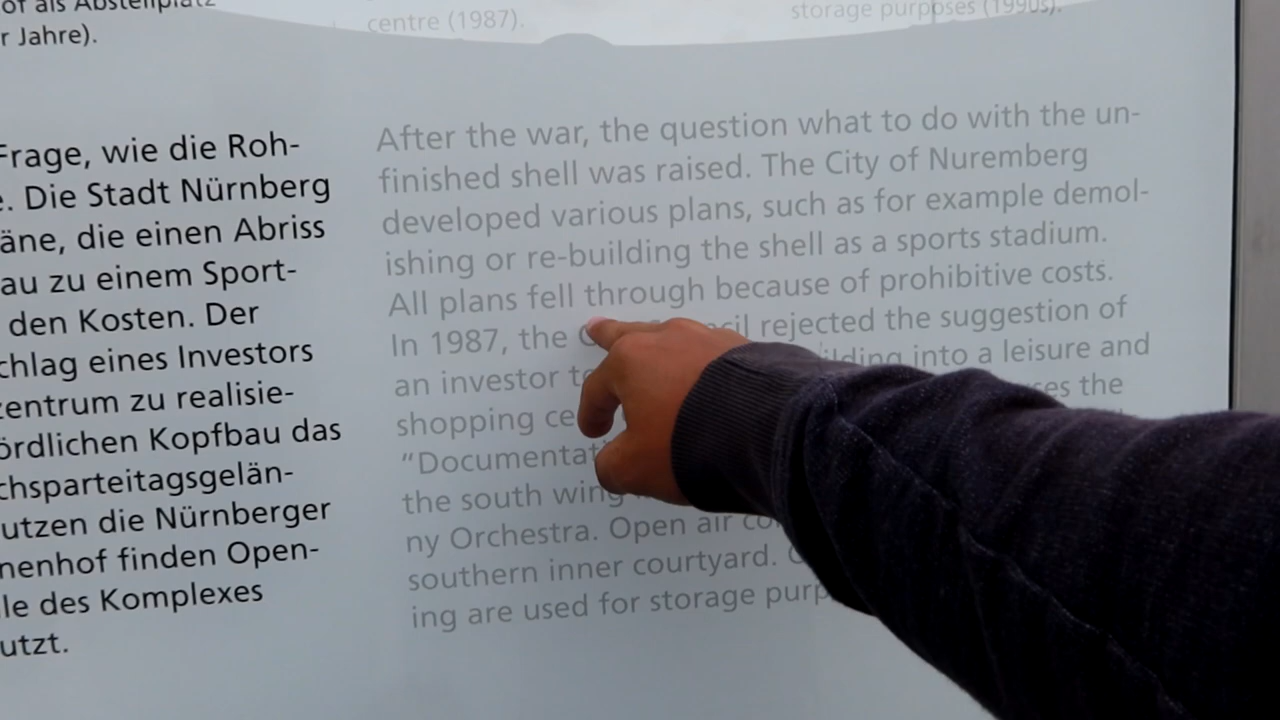 of als Abstellplatz
r Jahre).
centre (1987).
storage purposes (1990s).
Frage, wie die Roh-
e. Die Stadt Nürnberg
äne, die einen Abriss
au zu einem Sport-
den Kosten. Der
chlag eines Investors
zentrum zu realisie-
ördlichen Kopfbau das
chsparteitagsgelän-
utzen die Nürnberger
nenhof finden Open-
le des Komplexes
utzt.
After the war, the question what to do with the un-
finished shell was raised. The City of Nuremberg
developed various plans, such as for example demol-
ishing or re-building the shell as a sports stadium.
All plans fell through because of prohibitive costs.
In 1987, the rejected the suggestion of
an investor into a leisure and
shopping ce the
"Documentat
the south wing
ny Orchestra. Open air co
southern inner courtyard.
ing are used for storage purp